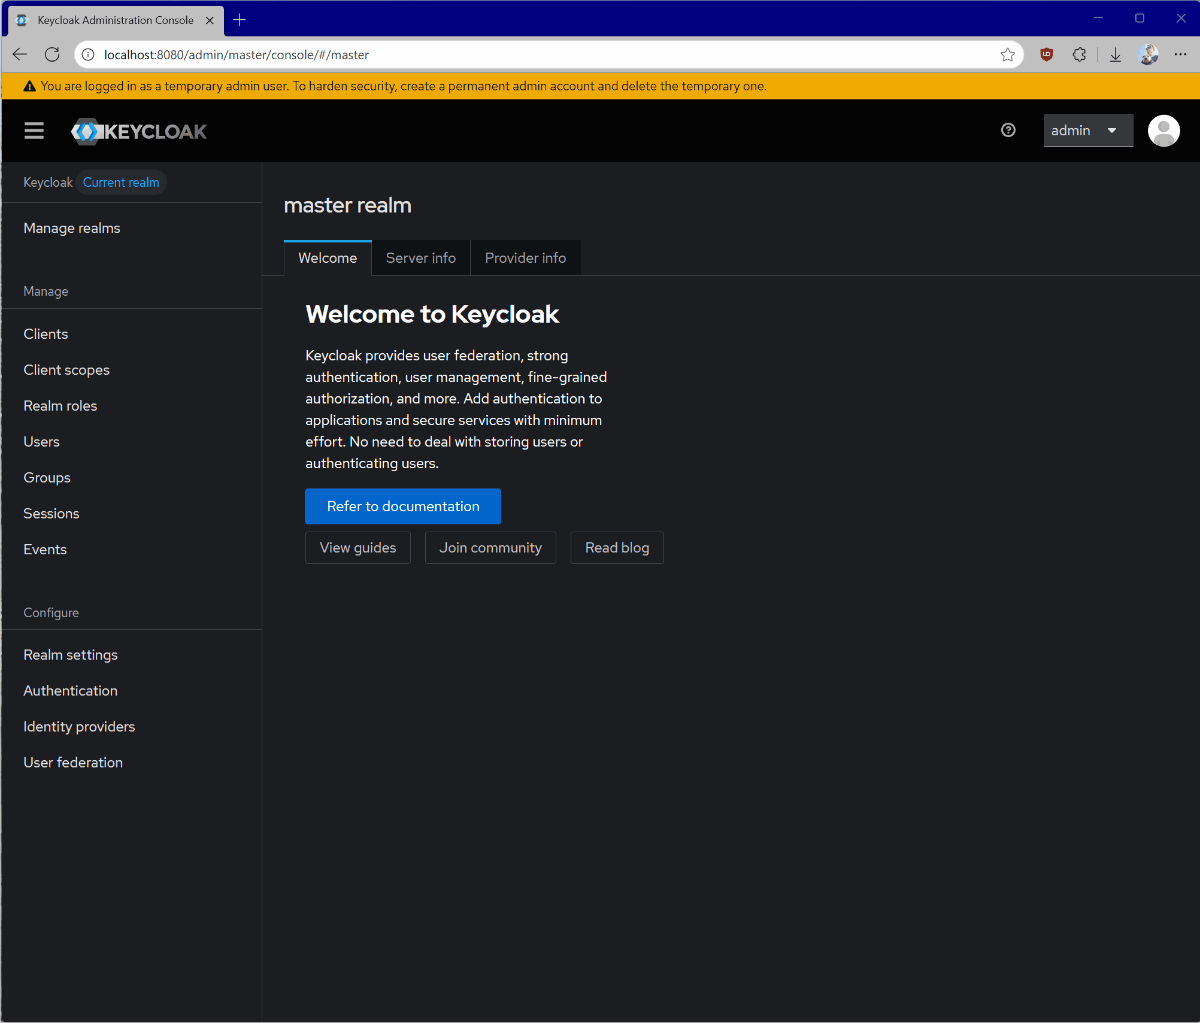 Keycloak Administration Console
localhost:8080/admin/master/console/#/master
You are logged in as a temporary admin user. To harden security, create a permanent admin account and delete the temporary one.
KEYCLOAK
admin
Keycloak Current realm
Manage realms
Manage
Clients
Client scopes
Realm roles
Users
Groups
Sessions
Events
Configure
Realm settings
Authentication
Identity providers
User federation
master realm
Welcome Server info Provider info
Welcome to Keycloak
Keycloak provides user federation, strong
authentication, user management, fine-grained
authorization, and more. Add authentication to
applications and secure services with minimum
effort. No need to deal with storing users or
authenticating users.
Refer to documentation
View guides Join community Read blog